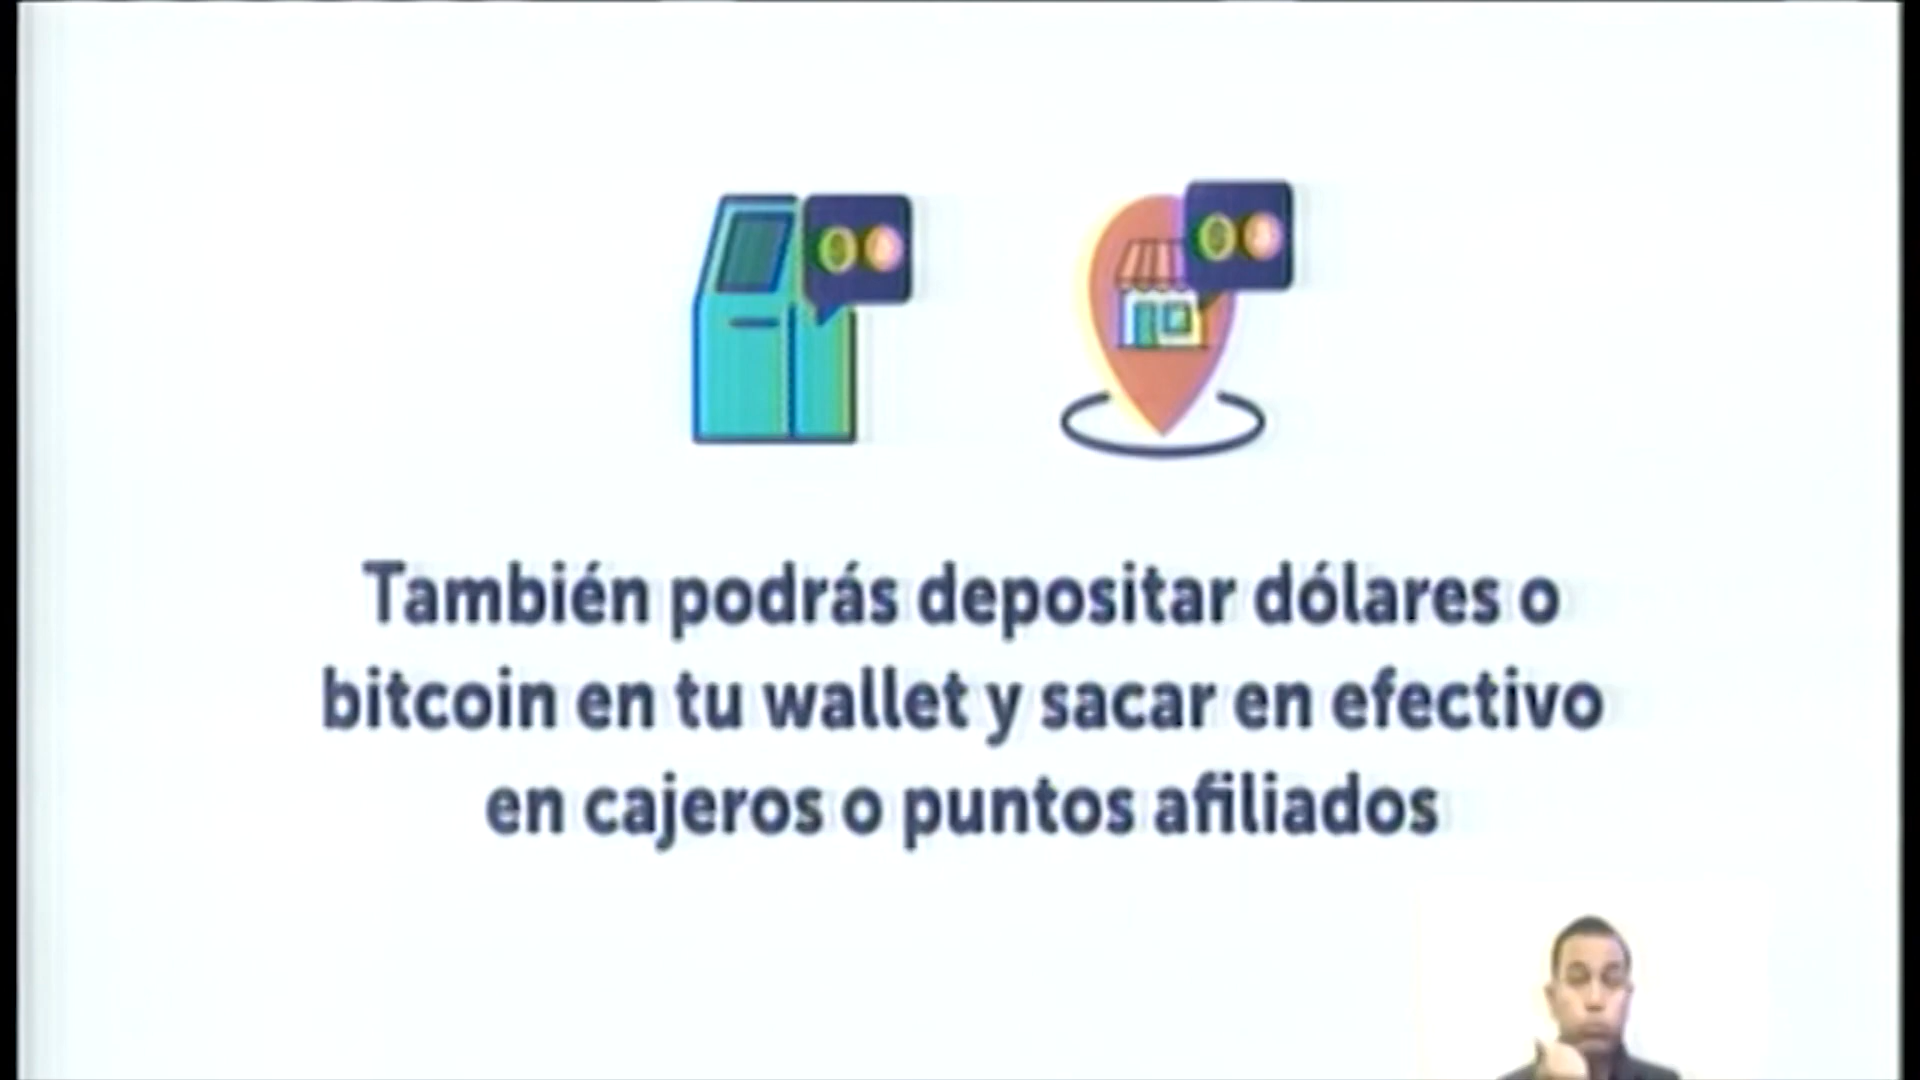 También podrás depositar dólares o
bitcoin en tu wallet y sacar en efectivo
en cajeros o puntos afiliados